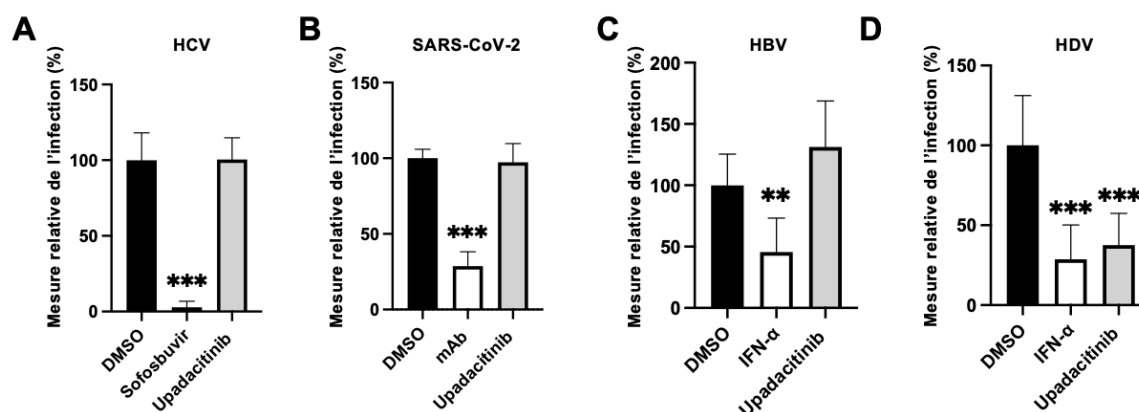 A
HCV
Mesure relative de l’infection (%)
150
100
50
0
***
DMSO
Sofosbuvir
Upadacitinib
B
SARS-CoV-2
Mesure relative de l’infection (%)
150
100
50
0
***
DMSO
mAb
Upadacitinib
C
HBV
Mesure relative de l’infection (%)
200
150
100
50
0
**
DMSO
IFN-α
Upadacitinib
D
HDV
Mesure relative de l’infection (%)
150
100
50
0
***
***
DMSO
IFN-α
Upadacitinib